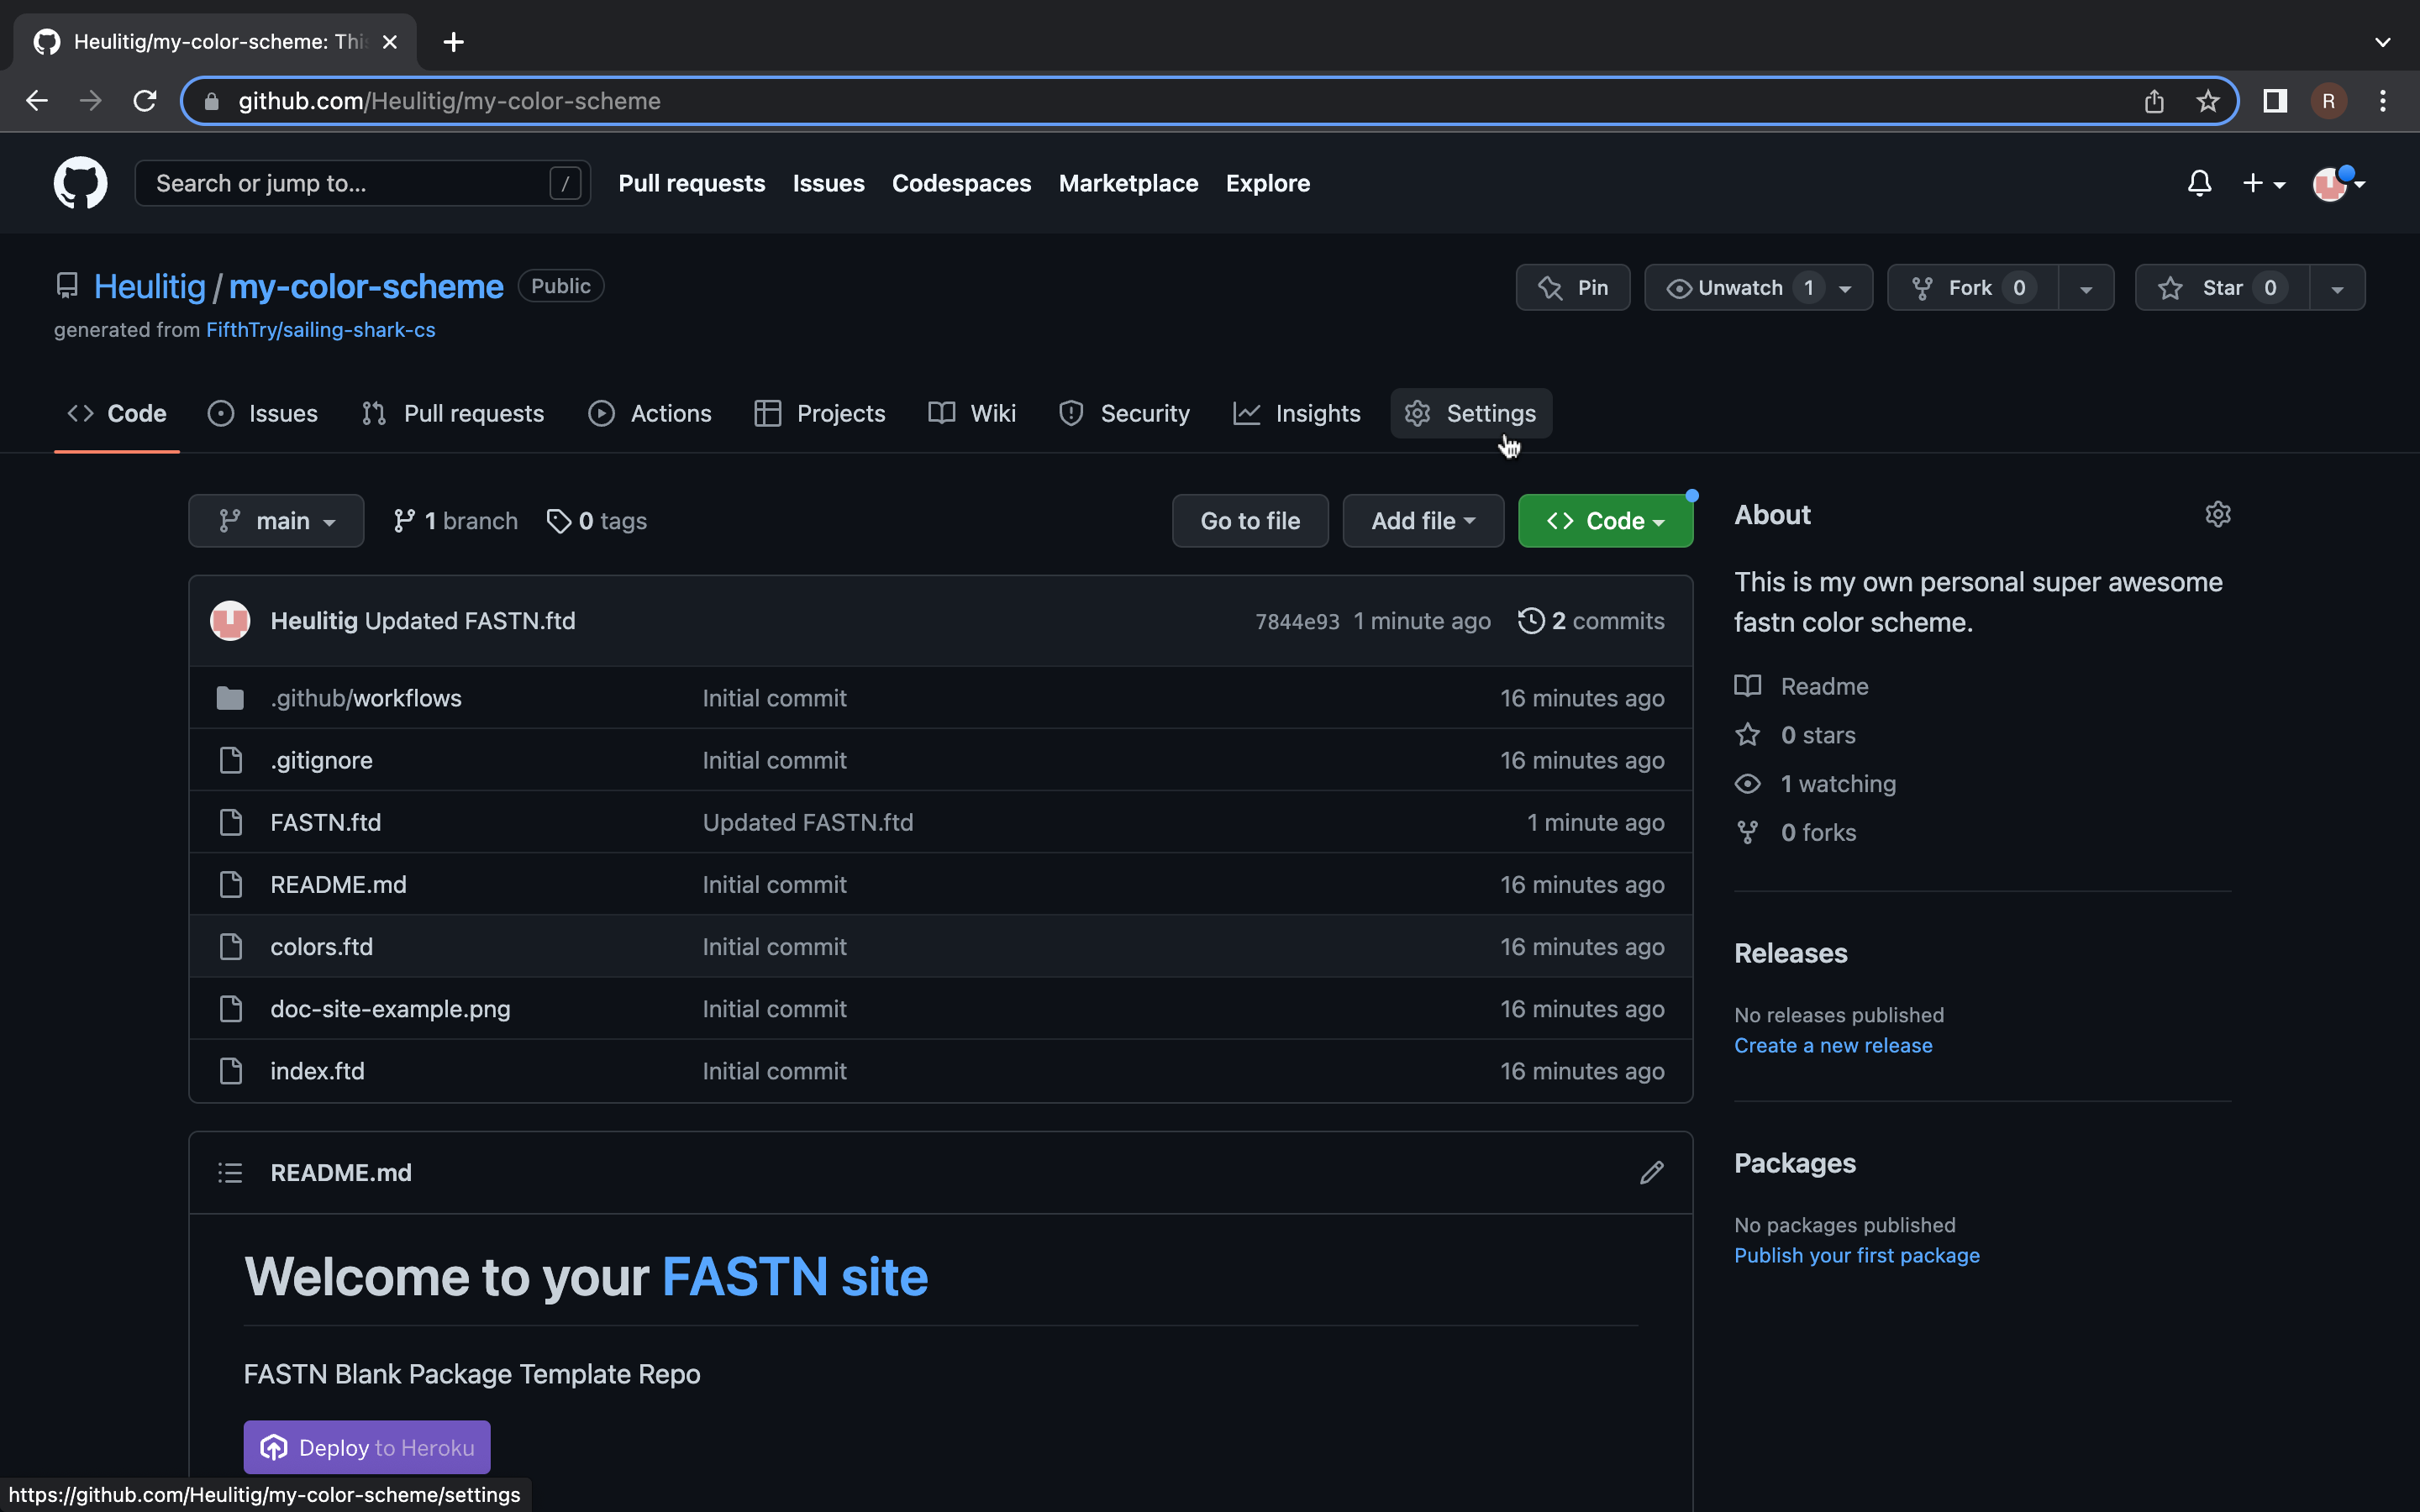 Heulitig/my-color-scheme: Thi
github.com/Heulitig/my-color-scheme
R
Search or jump to... /
Pull requests Issues Codespaces Marketplace Explore
Heulitig / my-color-scheme Public
Pin Unwatch 1 Fork 0 Star 0
generated from FifthTry/sailing-shark-cs
Code Issues Pull requests Actions Projects Wiki Security Insights Settings
main 1 branch 0 tags Go to file Add file Code
Heulitig Updated FASTN.ftd 7844e93 1 minute ago 2 commits
.github/workflows Initial commit 16 minutes ago
.gitignore Initial commit 16 minutes ago
FASTN.ftd Updated FASTN.ftd 1 minute ago
README.md Initial commit 16 minutes ago
colors.ftd Initial commit 16 minutes ago
doc-site-example.png Initial commit 16 minutes ago
index.ftd Initial commit 16 minutes ago
README.md
Welcome to your FASTN site
FASTN Blank Package Template Repo
Deploy to Heroku
About
This is my own personal super awesome
fastn color scheme.
Readme
0 stars
1 watching
0 forks
Releases
No releases published
Create a new release
Packages
No packages published
Publish your first package
https://github.com/Heulitig/my-color-scheme/settings